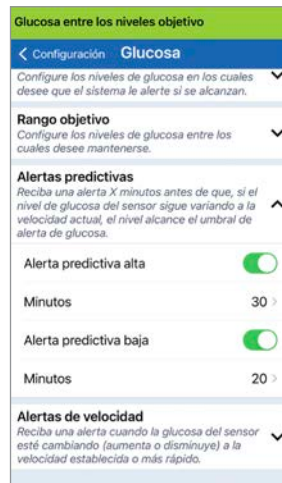 Glucosa entre los niveles objetivo
Configuración Glucosa
Configure los niveles de glucosa en los cuales
desee que el sistema le alerte si se alcanzan.
Rango objetivo
Configure los niveles de glucosa entre los
cuales desee mantenerse.
Alertas predictivas
Reciba una alerta X minutos antes de que, si el
nivel de glucosa del sensor sigue variando a la
velocidad actual, el nivel alcance el umbral de
alerta de glucosa.
Alerta predictiva alta
Minutos 30
Alerta predictiva baja
Minutos 20
Alertas de velocidad
Reciba una alerta cuando la glucosa del sensor
esté cambiando (aumenta o disminuye) a la
velocidad establecida o más rápido.